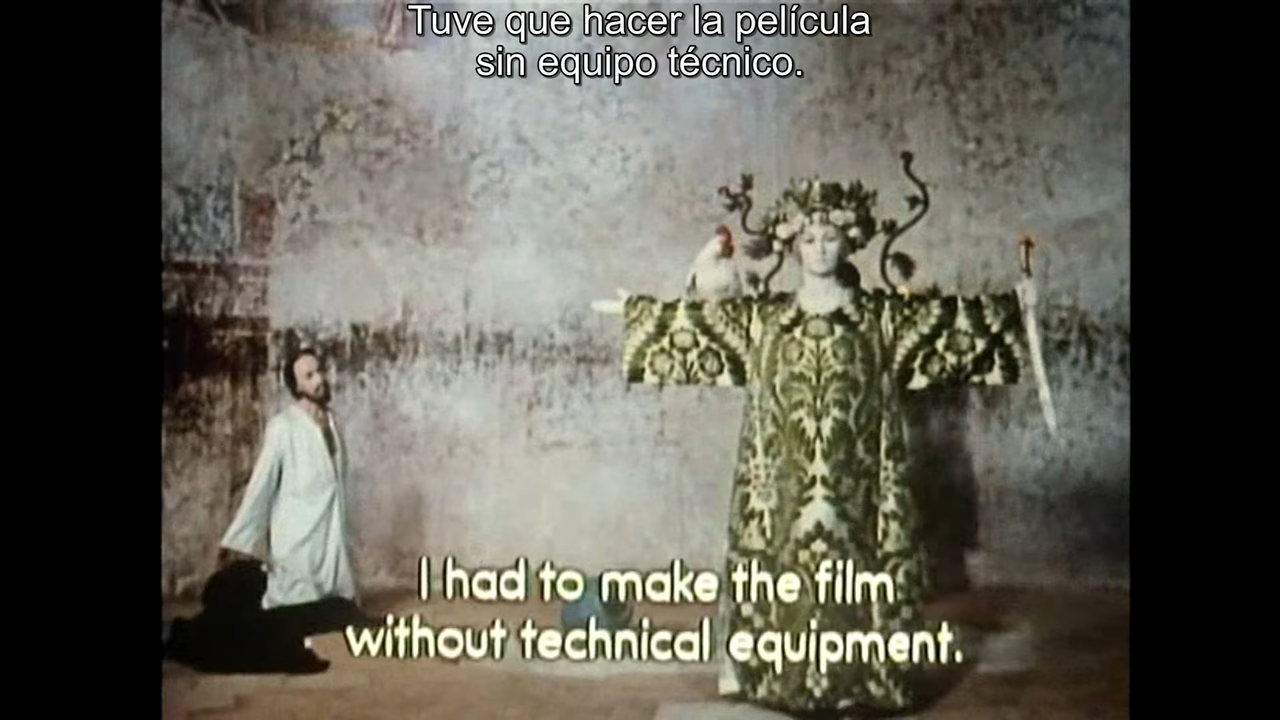 Tuve que hacer la película
sin equipo técnico.
I had to make the film
without technical equipment.